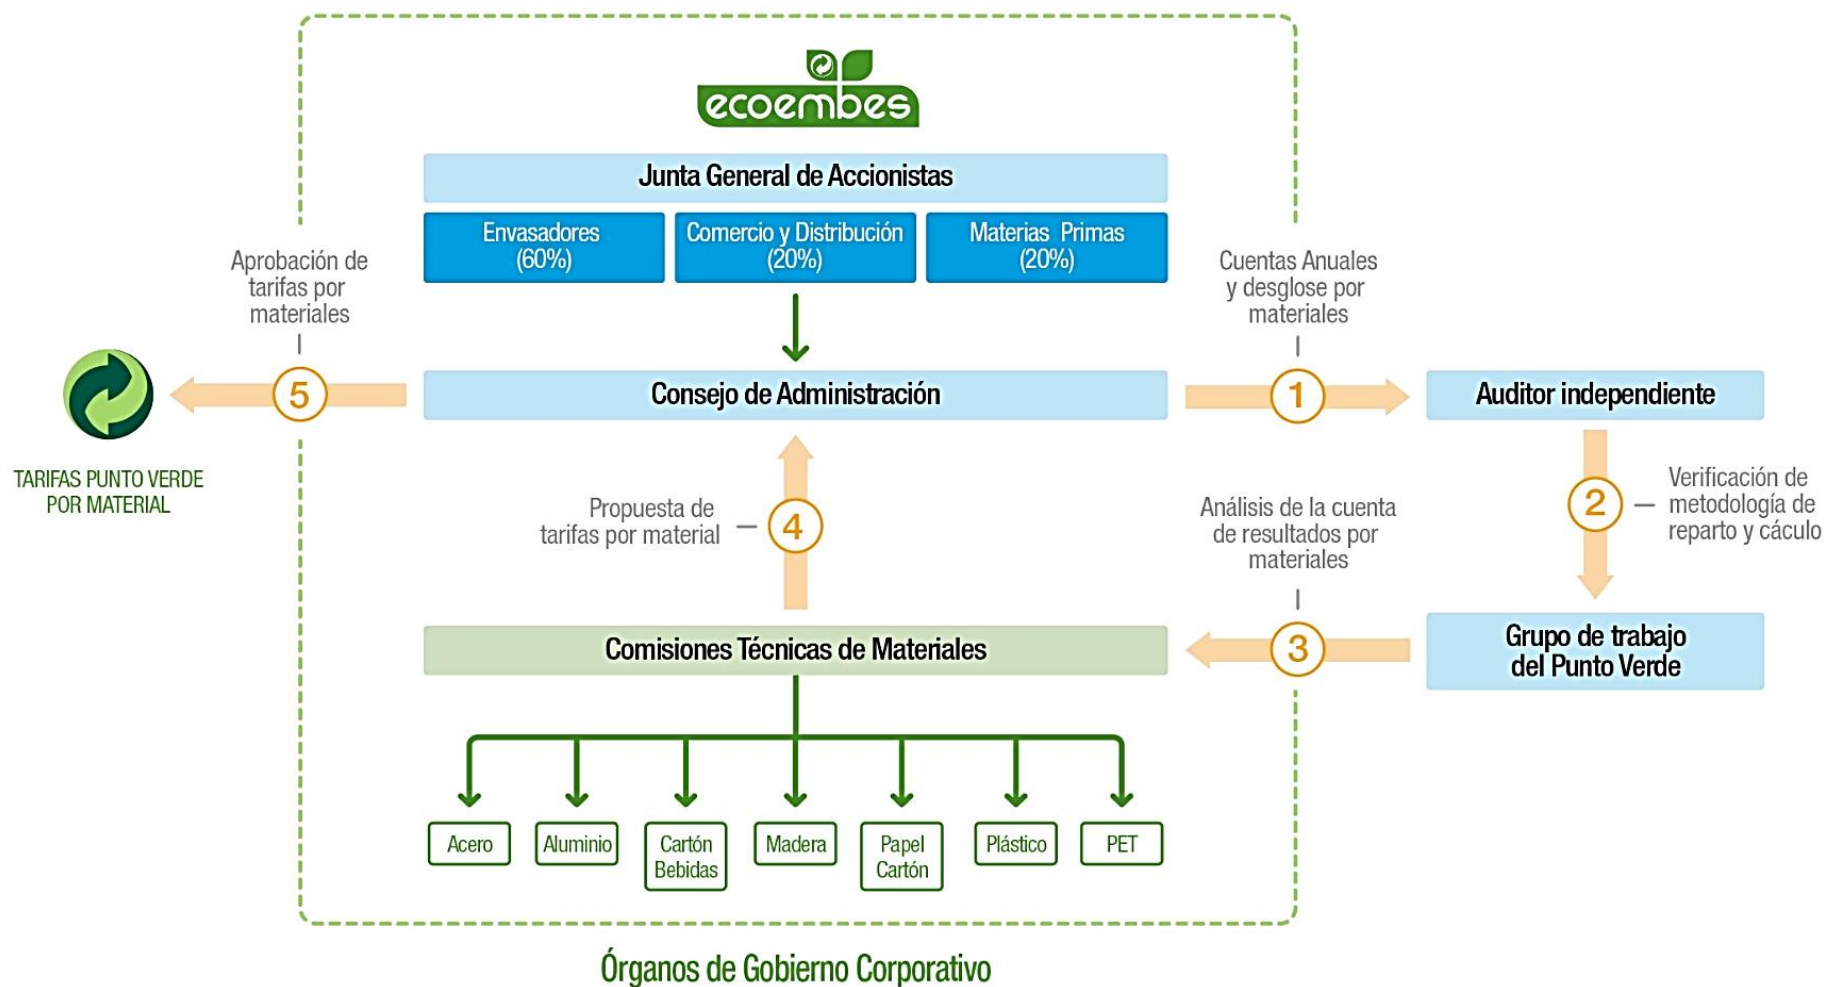 ecoembes
Junta General de Accionistas
Envasadores
(60%)
Comercio y Distribución
(20%)
Materias Primas
(20%)
Aprobación de
tarifas por
materiales
Cuentas Anuales
y desglose por
materiales
5
Consejo de Administración
1
Auditor independiente
TARIFAS PUNTO VERDE
POR MATERIAL
Propuesta de
tarifas por material
4
Análisis de la cuenta
de resultados por
materiales
2
Verificación de
metodología de
reparto y cáculo
Comisiones Técnicas de Materiales
3
Grupo de trabajo
del Punto Verde
Acero
Aluminio
Cartón
Bebidas
Madera
Papel
Cartón
Plástico
PET
Órganos de Gobierno Corporativo